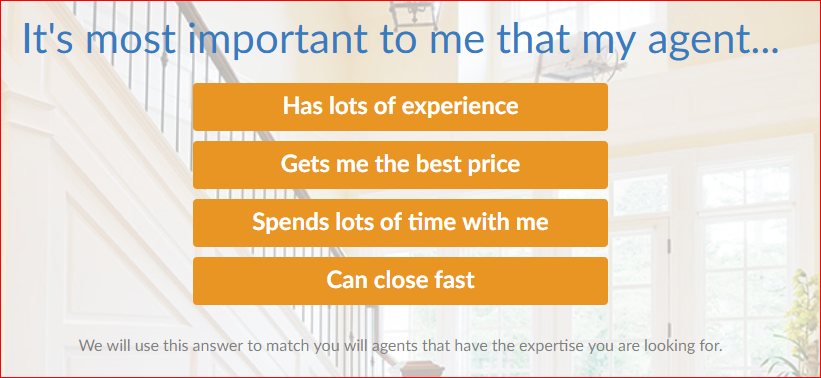 It's most important to me that my agent...
Has lots of experience
Gets me the best price
Spends lots of time with me
Can close fast
We will use this answer to match you will agents that have the expertise you are looking for.